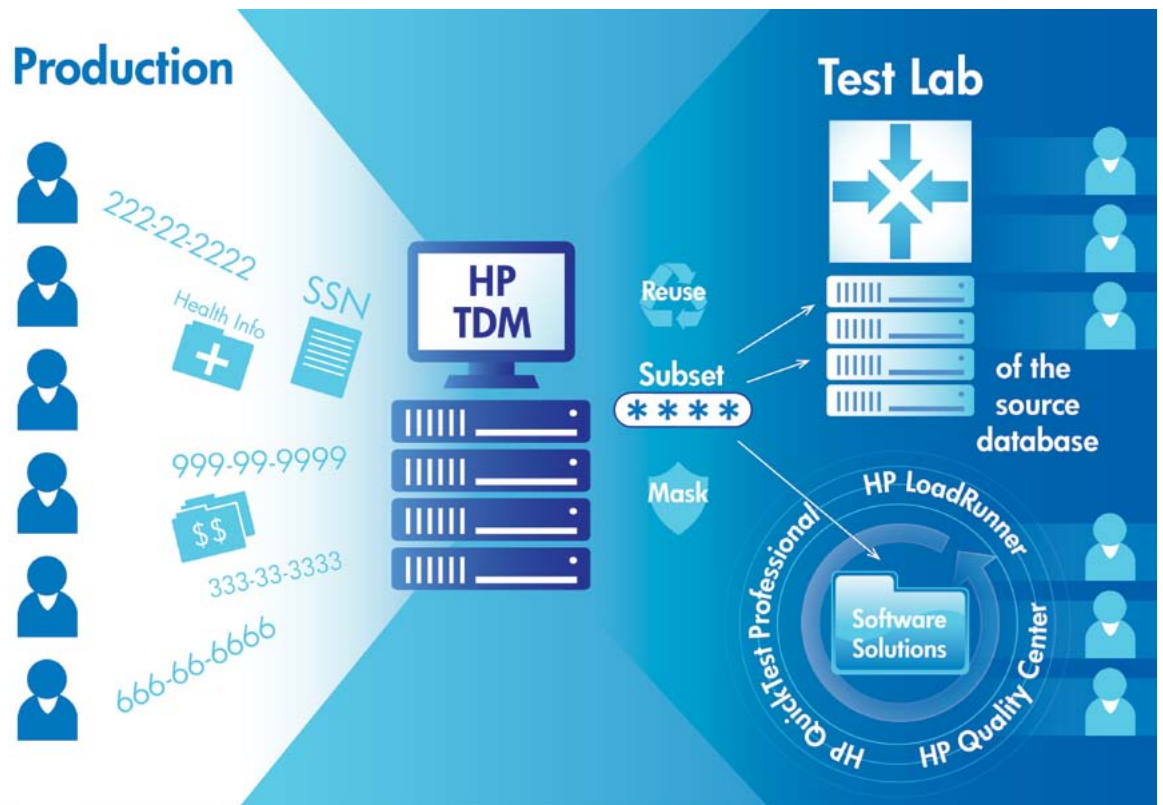 Production
222-22-2222
Health Info
SSN
999-99-9999
$$
333-33-3333
666-66-6666
HP
TDM
Reuse
Subset
****
Mask
Test Lab
of the
source
database
HP QuickTest Professional
HP LoadRunner
HP Quality Center
Software
Solutions